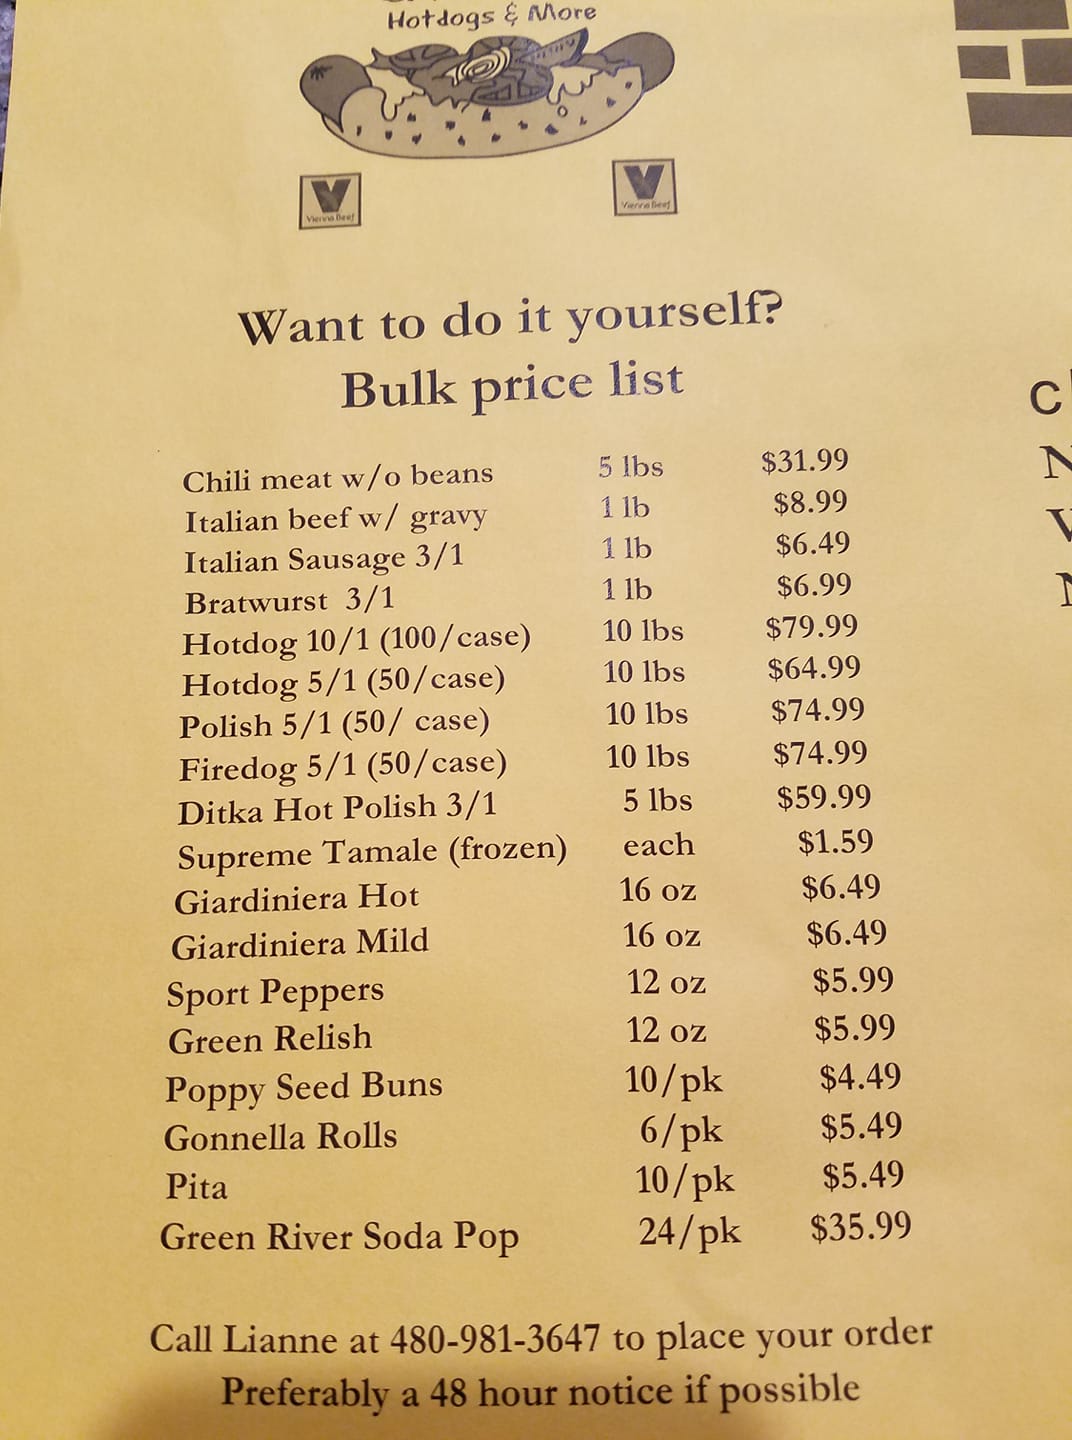 Hotdogs & More
V V
Vienna Beef Vienna Beef
Want to do it yourself?
Bulk price list
Chili meat w/o beans 5 lbs $31.99
Italian beef w/ gravy 1 lb $8.99
Italian Sausage 3/1 1 lb $6.49
Bratwurst 3/1 1 lb $6.99
Hotdog 10/1 (100/case) 10 lbs $79.99
Hotdog 5/1 (50/case) 10 lbs $64.99
Polish 5/1 (50/ case) 10 lbs $74.99
Firedog 5/1 (50/case) 10 lbs $74.99
Ditka Hot Polish 3/1 5 lbs $59.99
Supreme Tamale (frozen) each $1.59
Giardiniera Hot 16 oz $6.49
Giardiniera Mild 16 oz $6.49
Sport Peppers 12 oz $5.99
Green Relish 12 oz $5.99
Poppy Seed Buns 10/pk $4.49
Gonnella Rolls 6/pk $5.49
Pita 10/pk $5.49
Green River Soda Pop 24/pk $35.99
Call Lianne at 480-981-3647 to place your order
Preferably a 48 hour notice if possible